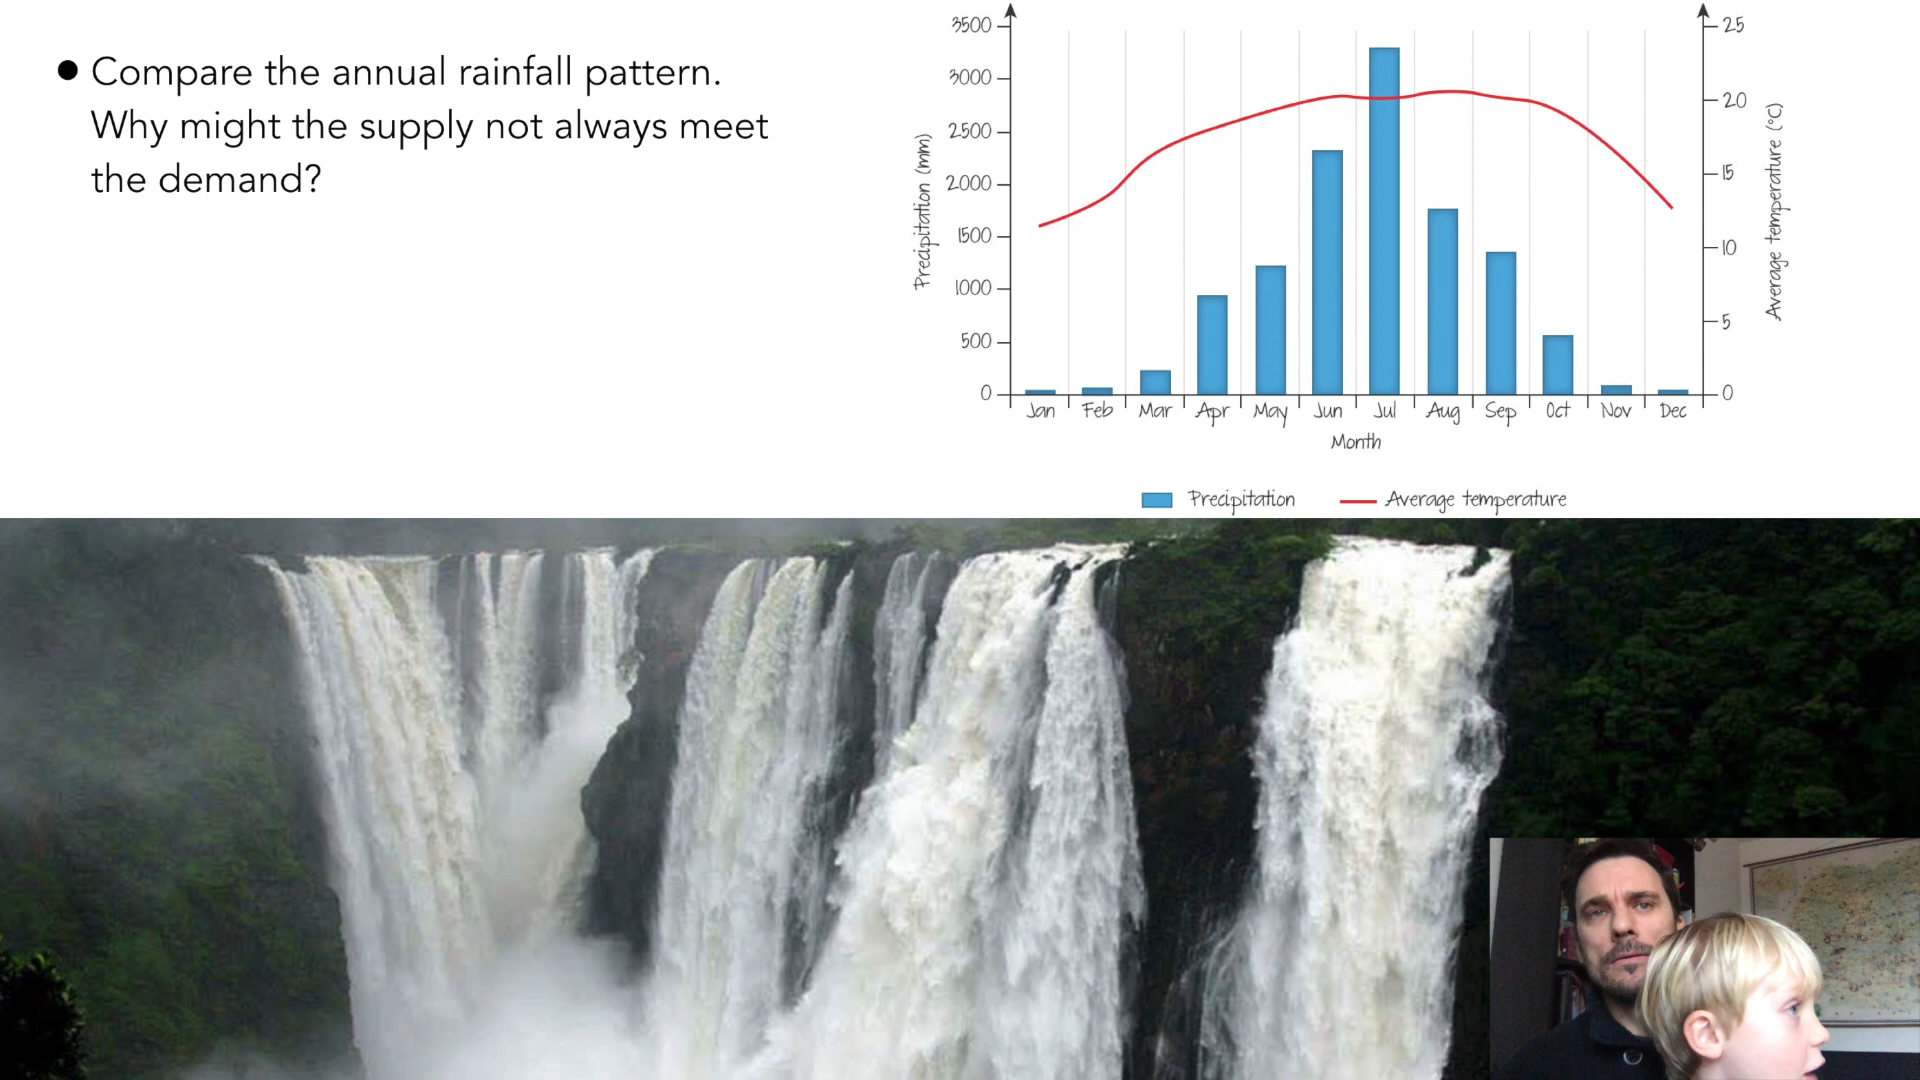 • Compare the annual rainfall pattern.
Why might the supply not always meet
the demand?
Precipitation (mm)
3500
3000
2500
2000
1500
1000
500
0
Jan Feb Mar Apr May Jun Jul Aug Sep Oct Nov Dec
Month
25
20
15
10
5
0
Average temperature (°C)
Precipitation Average temperature